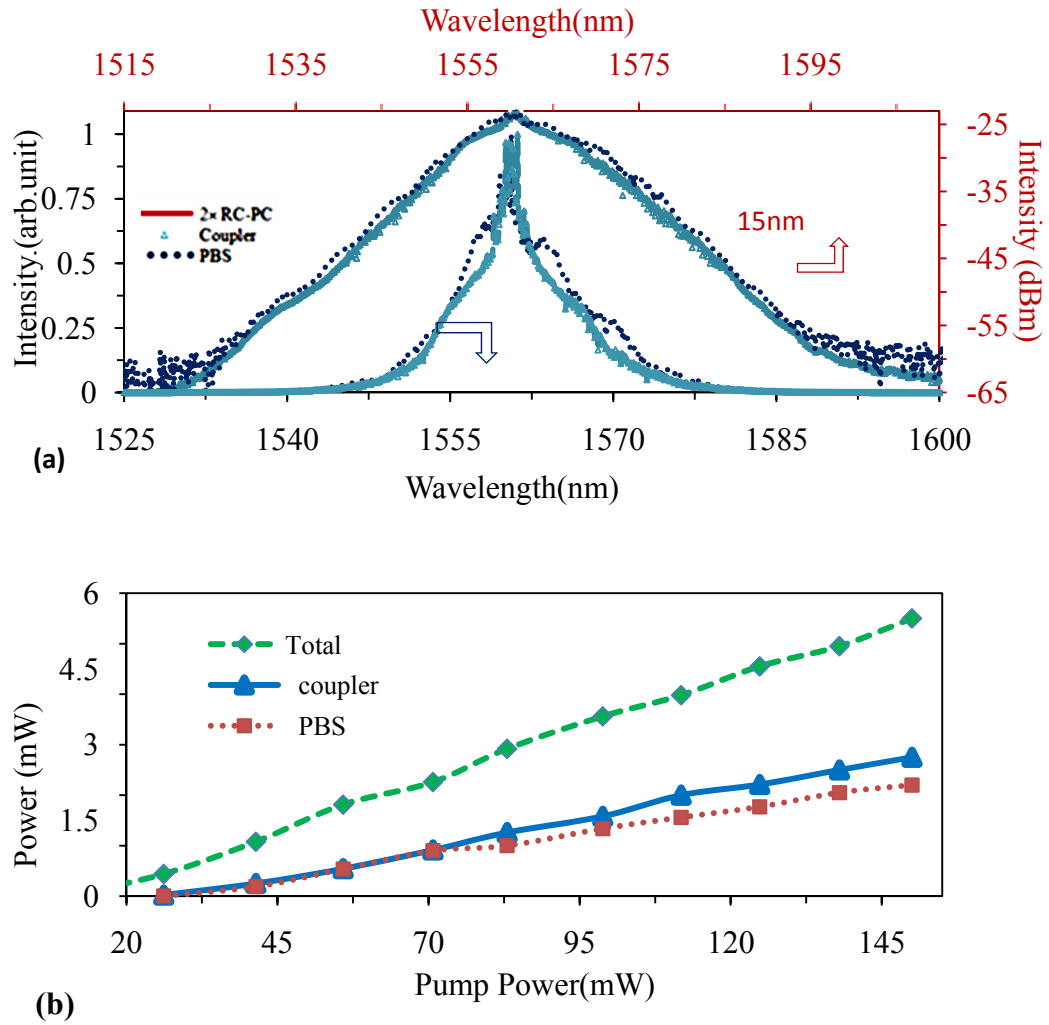 Wavelength(nm)
1515 1535 1555 1575 1595
Intensity.(arb.unit)
1
0.75
0.5
0.25
0
2× RC-PC
Coupler
PBS
15nm
-25
-35
-45
-55
-65
Intensity (dBm)
1525 1540 1555 1570 1585 1600
(a)
Wavelength(nm)
Power (mW)
6
4.5
3
1.5
0
Total
coupler
PBS
20 45 70 95 120 145
Pump Power(mW)
(b)